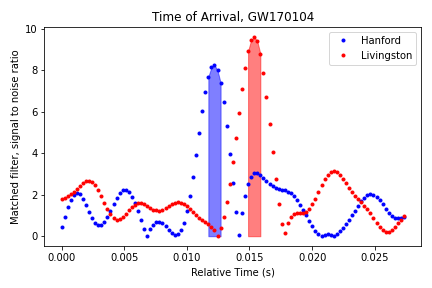 Time of Arrival, GW170104
Matched filter, signal to noise ratio
10
8
6
4
2
0
Hanford
Livingston
0.000 0.005 0.010 0.015 0.020 0.025
Relative Time (s)